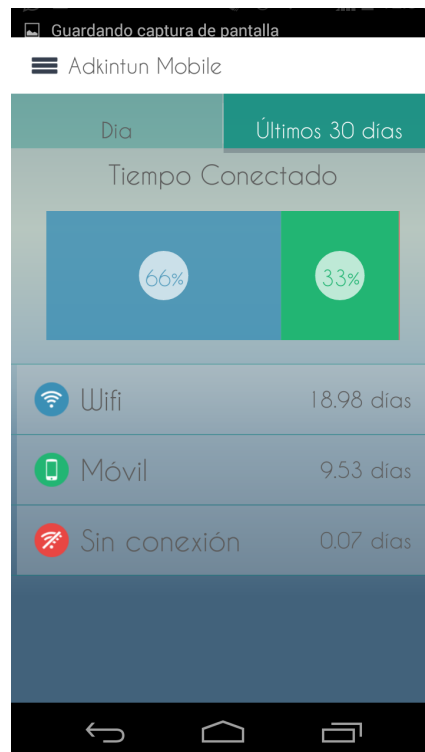 Guardando captura de pantalla
Adkintun Mobile
Dia Últimos 30 días
Tiempo Conectado
66% 33%
Wifi 18.98 días
Móvil 9.53 días
Sin conexión 0.07 días